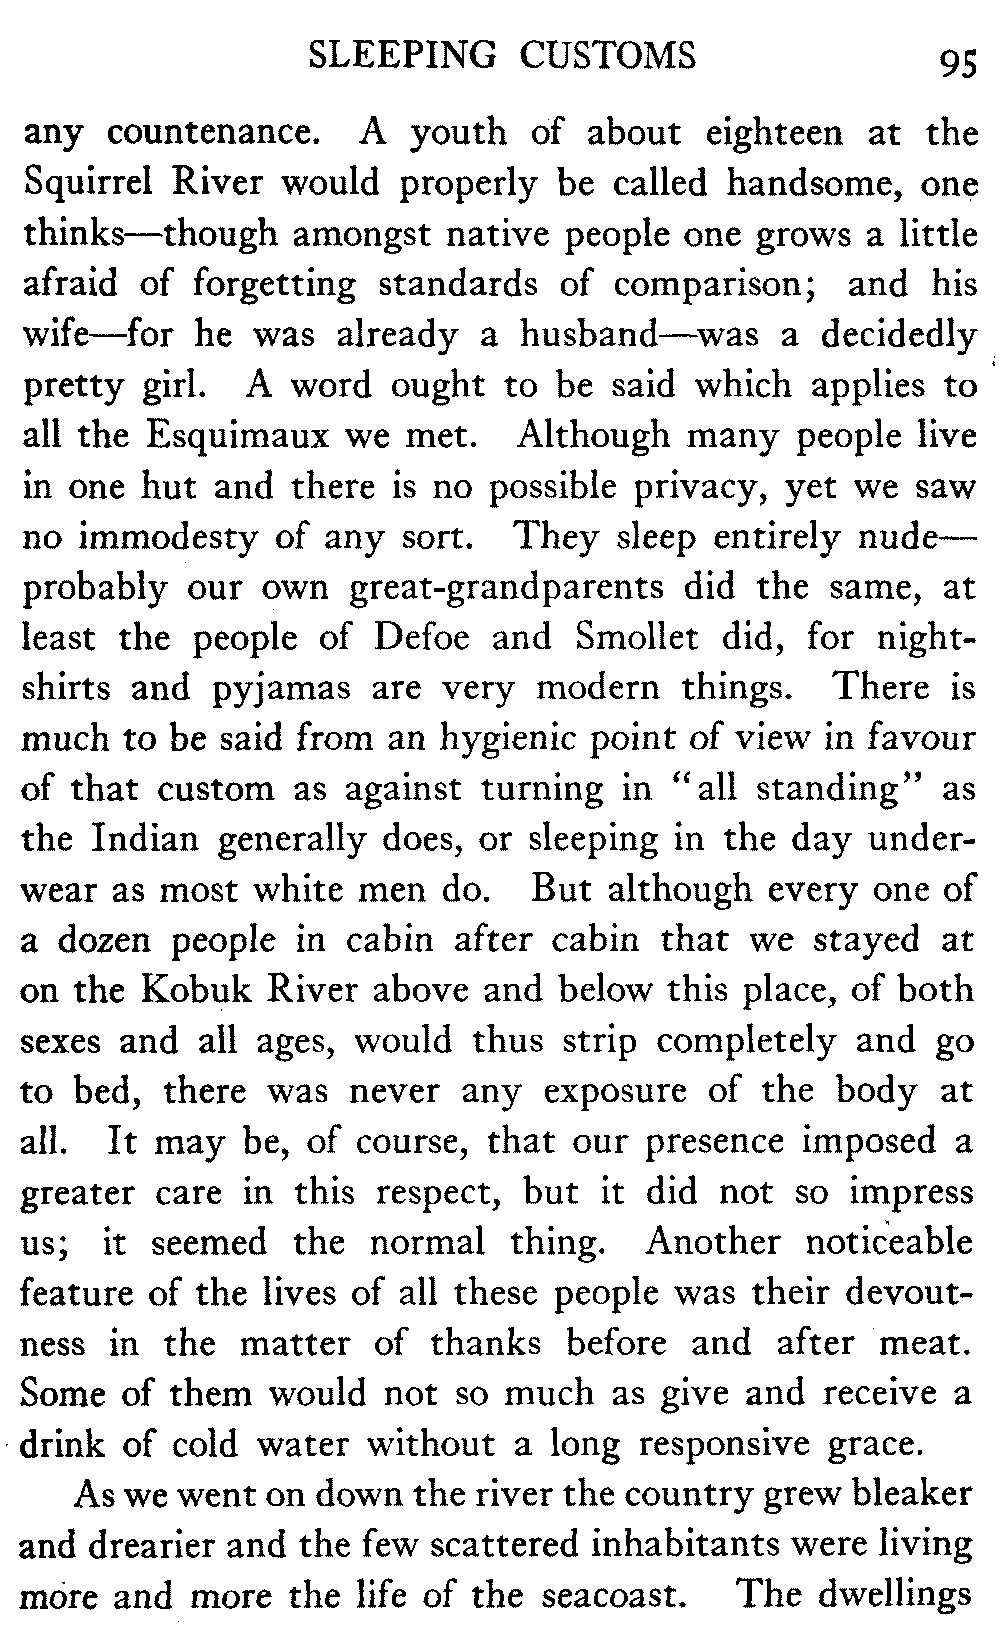 SLEEPING CUSTOMS 95
any countenance. A youth of about eighteen at the
Squirrel River would properly be called handsome, one
thinks—though amongst native people one grows a little
afraid of forgetting standards of comparison; and his
wife—for he was already a husband—was a decidedly
pretty girl. A word ought to be said which applies to
all the Esquimaux we met. Although many people live
in one hut and there is no possible privacy, yet we saw
no immodesty of any sort. They sleep entirely nude—
probably our own great-grandparents did the same, at
least the people of Defoe and Smollet did, for night-
shirts and pyjamas are very modern things. There is
much to be said from an hygienic point of view in favour
of that custom as against turning in "all standing" as
the Indian generally does, or sleeping in the day under-
wear as most white men do. But although every one of
a dozen people in cabin after cabin that we stayed at
on the Kobuk River above and below this place, of both
sexes and all ages, would thus strip completely and go
to bed, there was never any exposure of the body at
all. It may be, of course, that our presence imposed a
greater care in this respect, but it did not so impress
us; it seemed the normal thing. Another noticeable
feature of the lives of all these people was their devout-
ness in the matter of thanks before and after meat.
Some of them would not so much as give and receive a
drink of cold water without a long responsive grace.
As we went on down the river the country grew bleaker
and drearier and the few scattered inhabitants were living
more and more the life of the seacoast. The dwellings